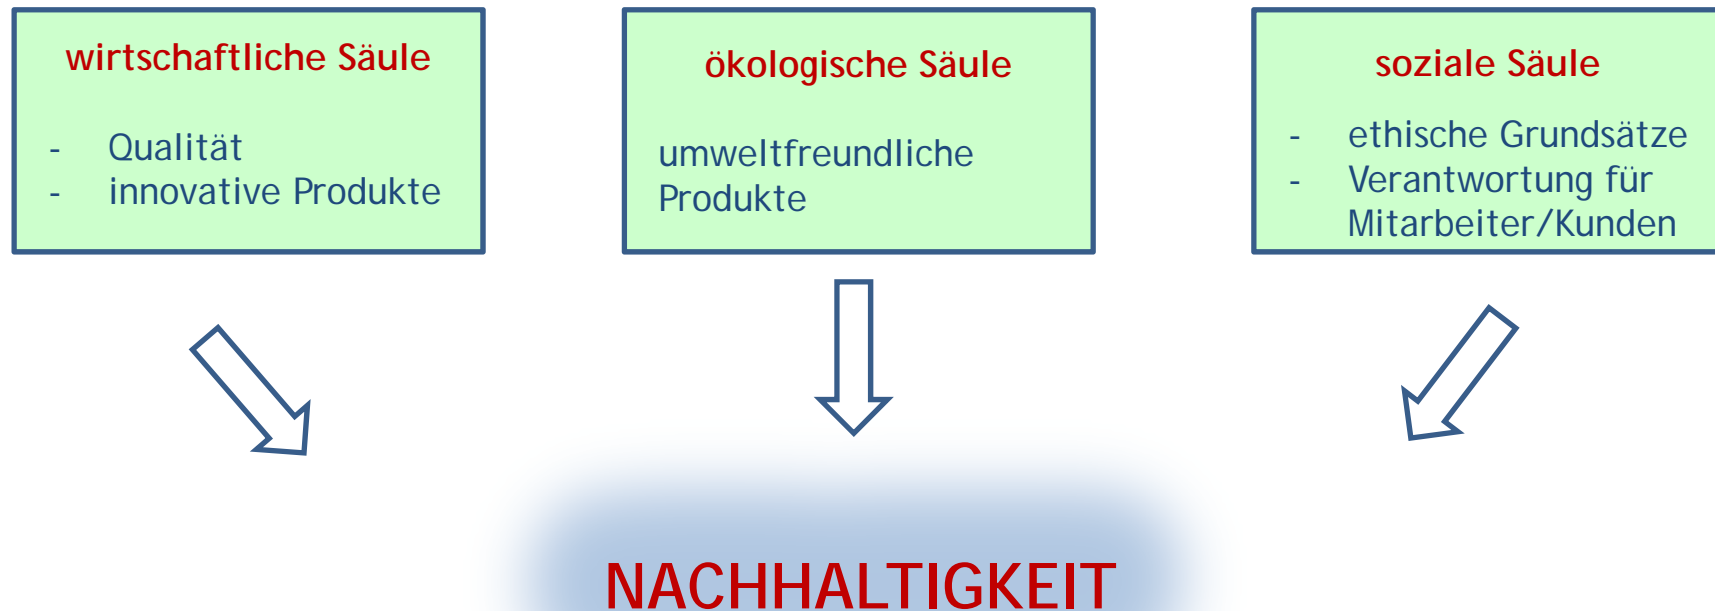 wirtschaftliche Säule
- Qualität
- innovative Produkte
ökologische Säule
umweltfreundliche
Produkte
soziale Säule
- ethische Grundsätze
- Verantwortung für
Mitarbeiter/Kunden
NACHHALTIGKEIT